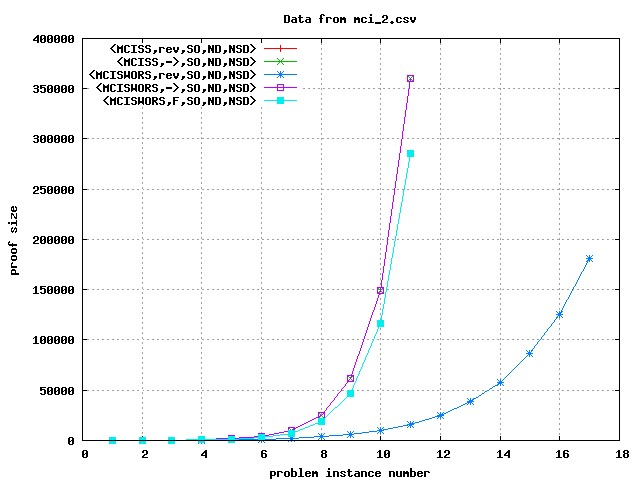 Data from mci_2.csv
400000
350000
300000
250000
200000
150000
100000
50000
0
proof size
<MCISS,rev,SO,ND,NSD>
<MCISS,->,SO,ND,NSD>
<MCISWORS,rev,SO,ND,NSD>
<MCISWORS,->,SO,ND,NSD>
<MCISWORS,F,SO,ND,NSD>
0 2 4 6 8 10 12 14 16 18
problem instance number